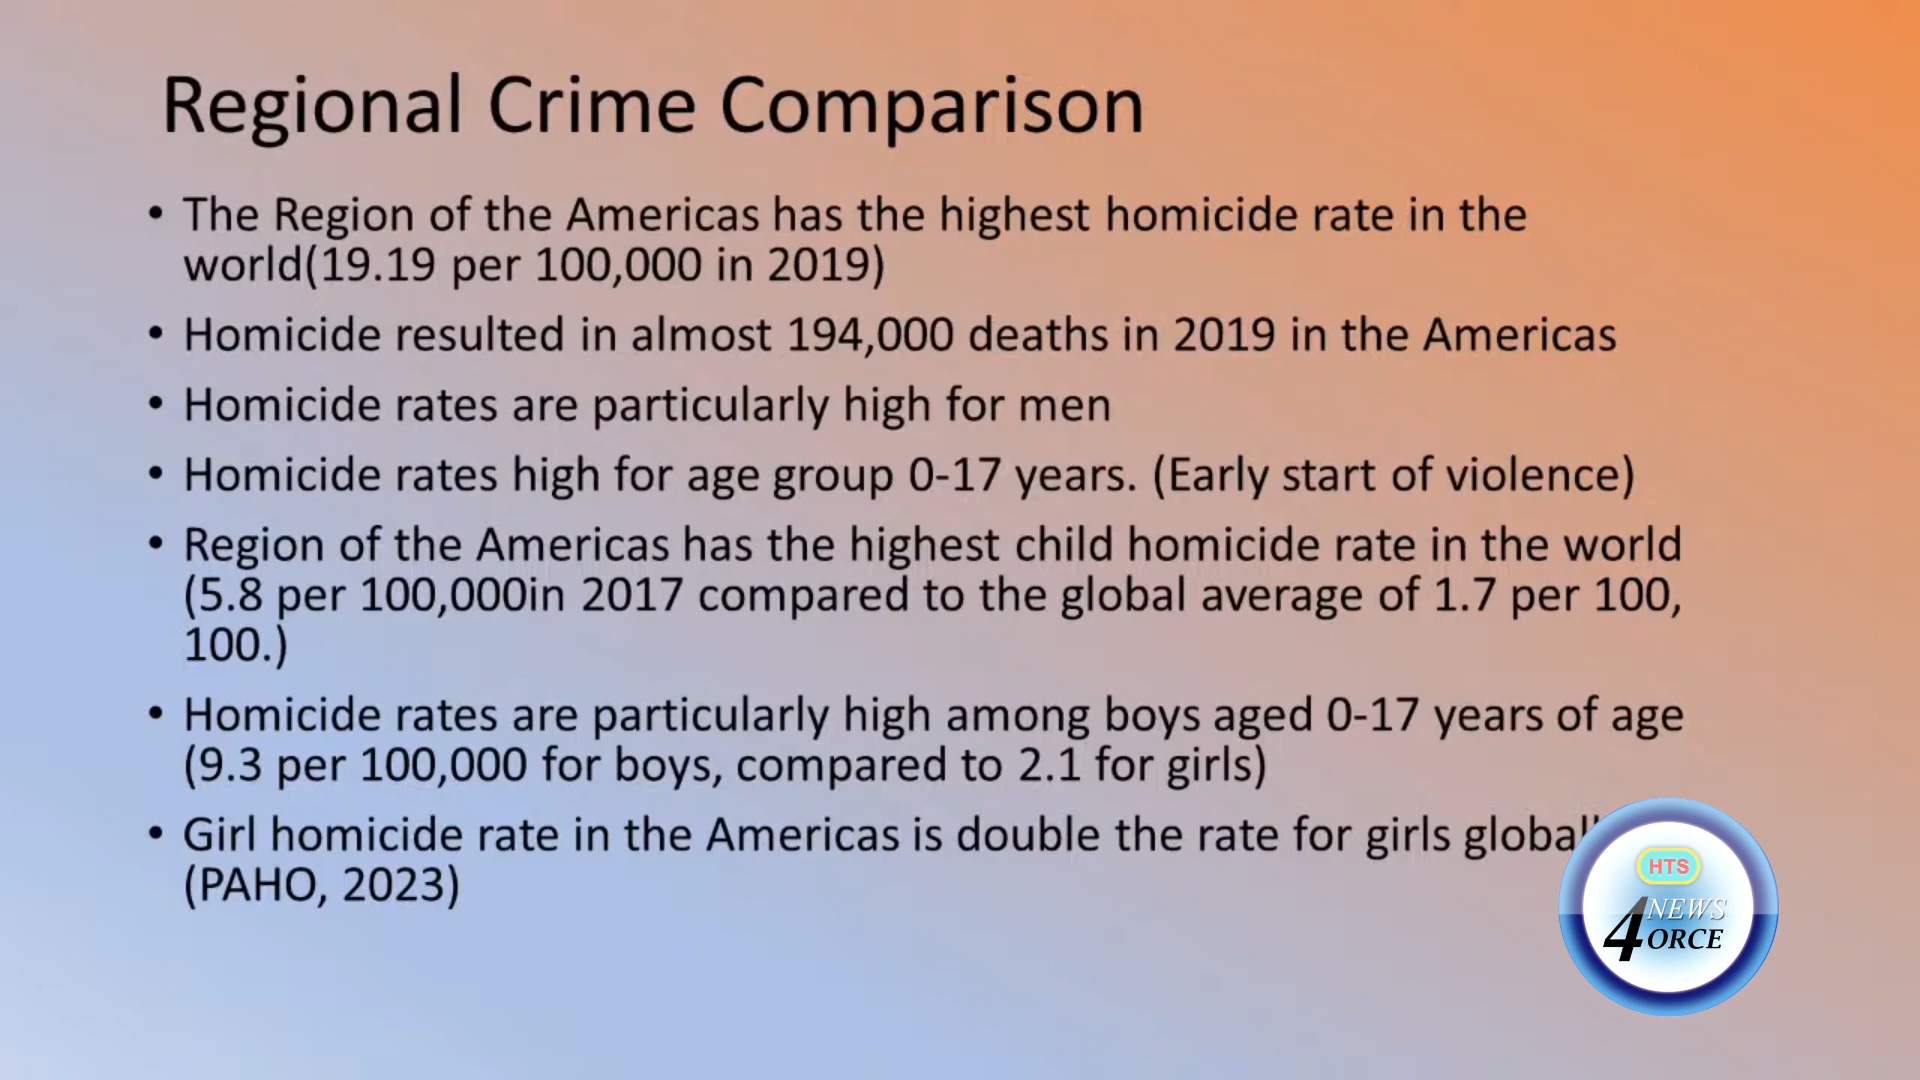 Regional Crime Comparison
• The Region of the Americas has the highest homicide rate in the
world(19.19 per 100,000 in 2019)
• Homicide resulted in almost 194,000 deaths in 2019 in the Americas
• Homicide rates are particularly high for men
• Homicide rates high for age group 0-17 years. (Early start of violence)
• Region of the Americas has the highest child homicide rate in the world
(5.8 per 100,000in 2017 compared to the global average of 1.7 per 100,
100.)
• Homicide rates are particularly high among boys aged 0-17 years of age
(9.3 per 100,000 for boys, compared to 2.1 for girls)
• Girl homicide rate in the Americas is double the rate for girls
(PAHO, 2023)
HTS
NEWS
4ORCE